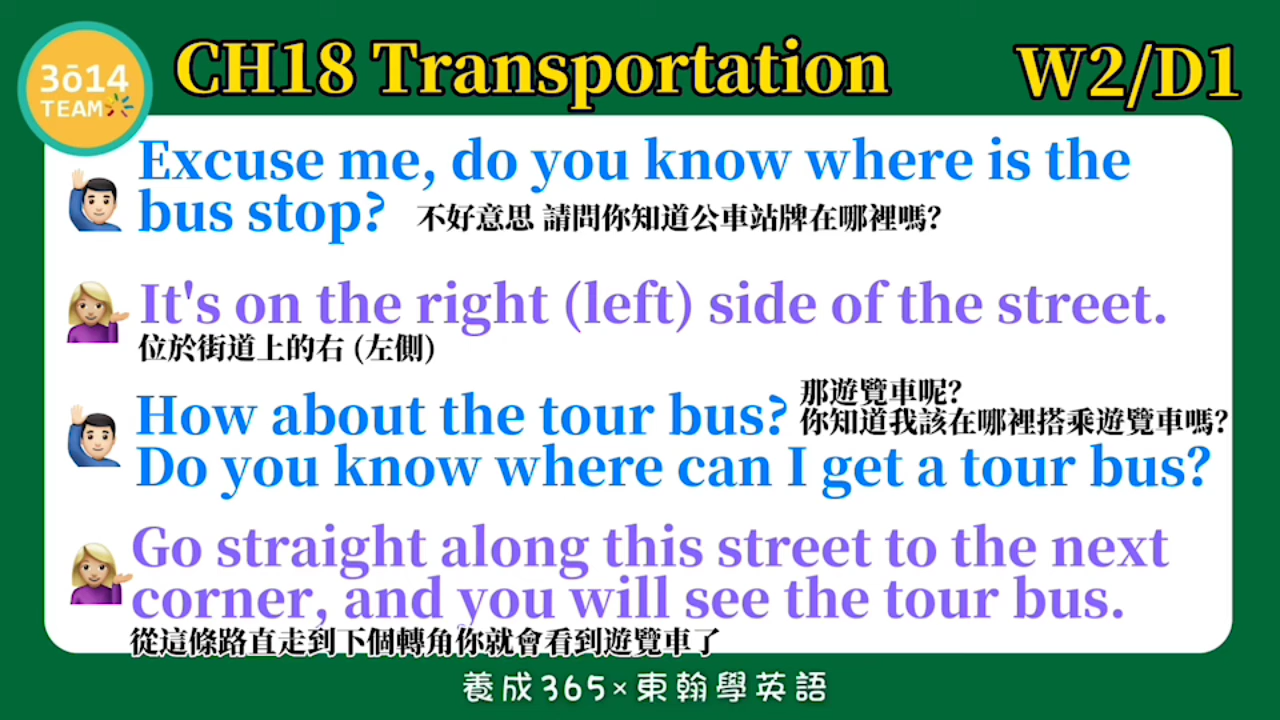 3ō14
TEAM
CH18 Transportation
W2/D1
Excuse me, do you know where is the
bus stop?
不好意思 請問你知道公車站牌在哪裡嗎?
It's on the right (left) side of the street.
位於街道上的右 (左側)
How about the tour bus?
那遊覽車呢?
你知道我該在哪裡搭乘遊覽車嗎?
Do you know where can I get a tour bus?
Go straight along this street to the next
corner, and you will see the tour bus.
從這條路直走到下個轉角你就會看到遊覽車了
養成365×東翰學英語